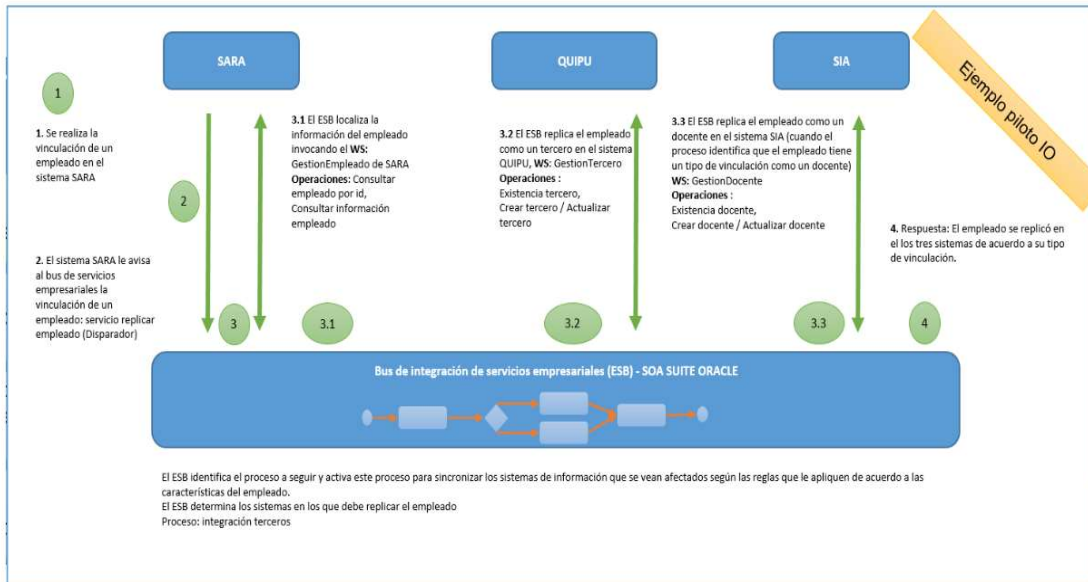 SARA
QUIPU
SIA
Ejemplo piloto IO
1
1. Se realiza la
vinculación de un
empleado en el
sistema SARA
2
2. El sistema SARA le avisa
al bus de servicios
empresariales la
vinculación de un
empleado: servicio replicar
empleado (Disparador)
3
3.1 El ESB localiza la
información del empleado
invocando el WS:
GestionEmpleado de SARA
Operaciones: Consultar
empleado por id,
Consultar información
empleado
3.1
3.2 El ESB replica el empleado
como un tercero en el sistema
QUIPU, WS: GestionTercero
Operaciones :
Existencia tercero,
Crear tercero / Actualizar
tercero
3.2
3.3 El ESB replica el empleado como un
docente en el sistema SIA (cuando el
proceso identifica que el empleado tiene
un tipo de vinculación como un docente)
WS: GestionDocente
Operaciones :
Existencia docente,
Crear docente / Actualizar docente
3.3
4. Respuesta: El empleado se replicó en
el los tres sistemas de acuerdo a su tipo
de vinculación.
4
Bus de integración de servicios empresariales (ESB) - SOA SUITE ORACLE
El ESB identifica el proceso a seguir y activa este proceso para sincronizar los sistemas de información que se vean afectados según las reglas que le apliquen de acuerdo a las
características del empleado.
El ESB determina los sistemas en los que debe replicar el empleado
Proceso: integración terceros